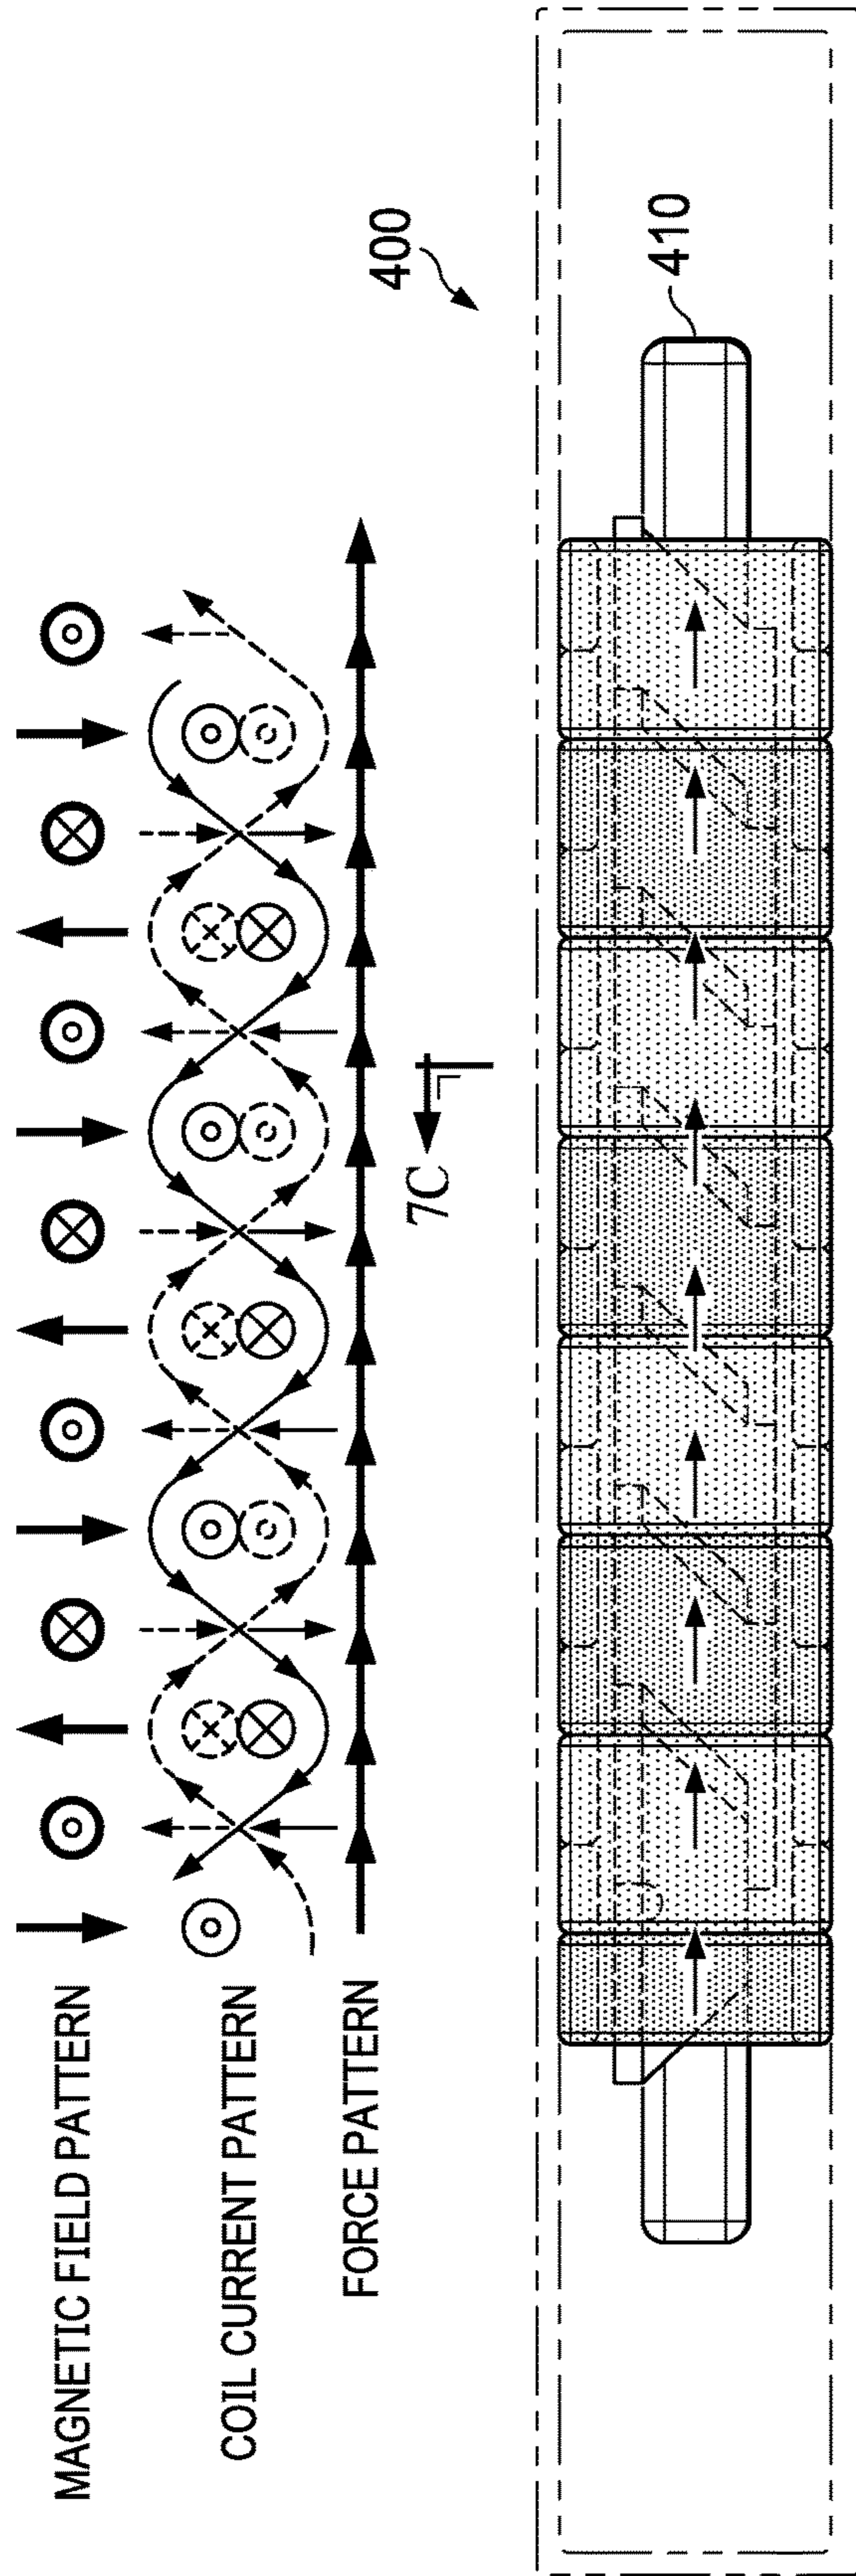 MAGNETIC FIELD PATTERN
COIL CURRENT PATTERN
FORCE PATTERN
7C
400
410